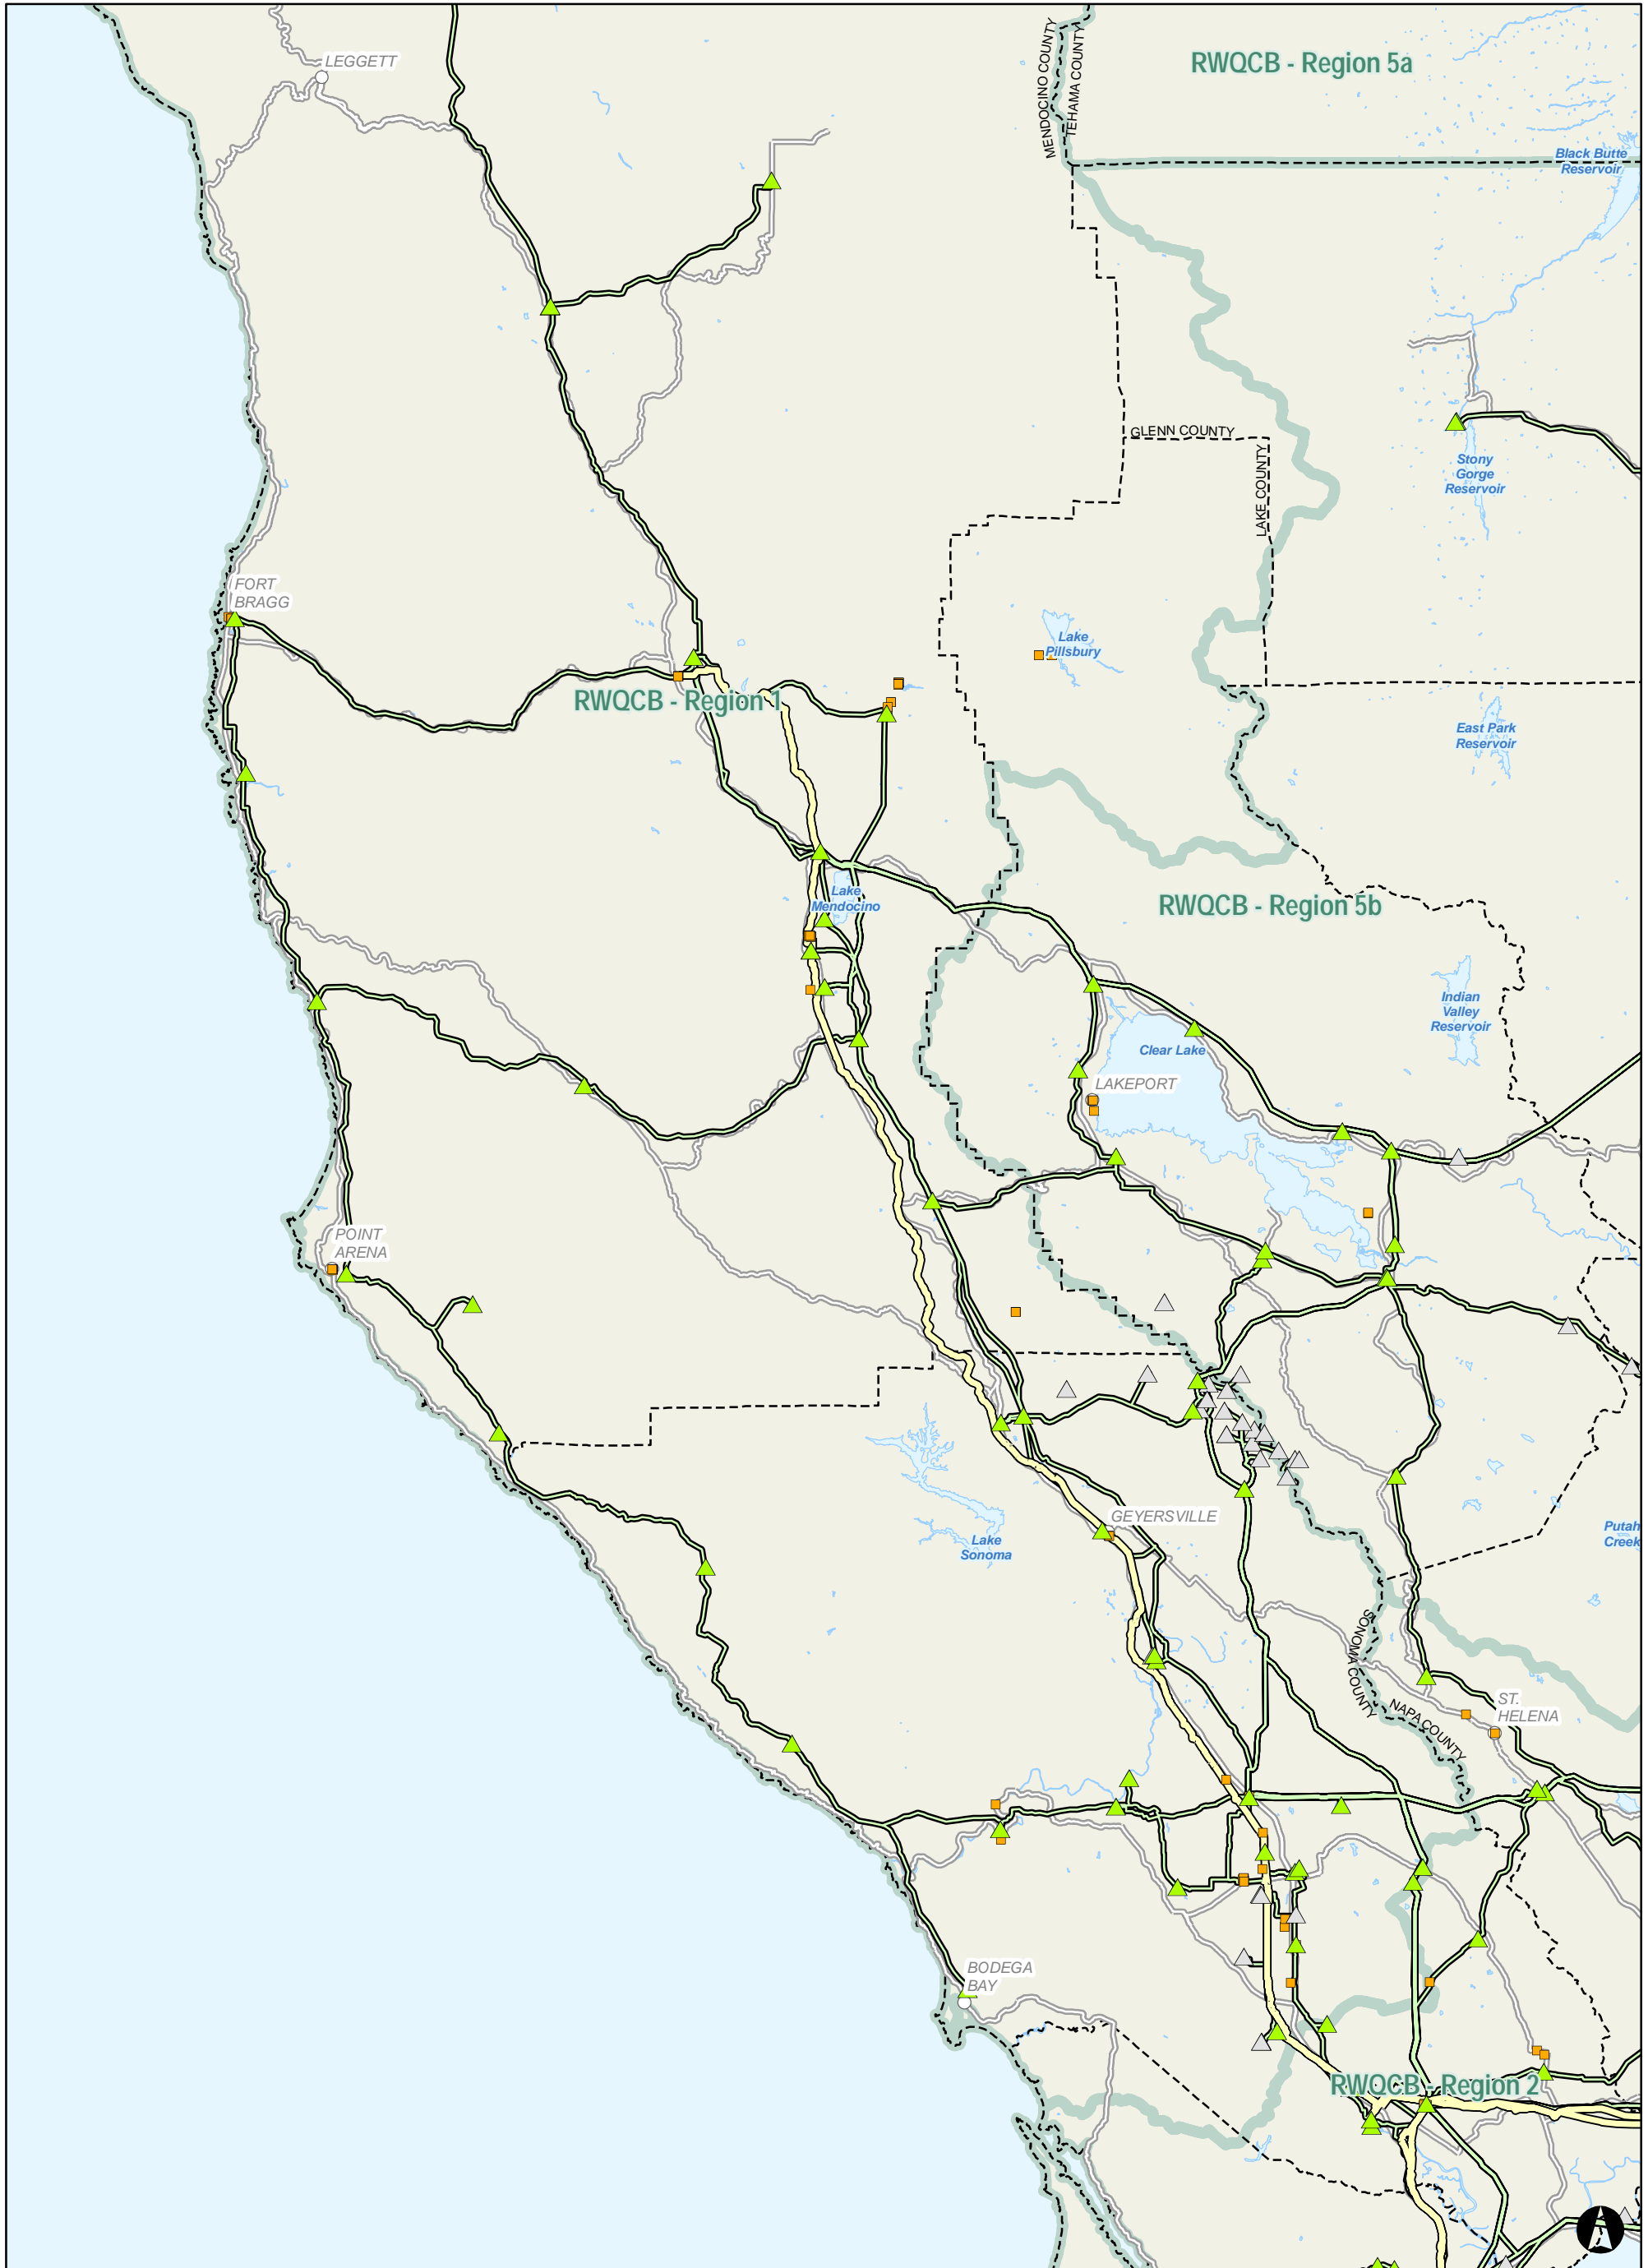 LEGGETT
MENDOCINO COUNTY
TEHAMA COUNTY
RWQCB - Region 5a
Black Butte
Reservoir
GLENN COUNTY
LAKE COUNTY
Stony
Gorge
Reservoir
FORT
BRAGG
Lake
Pillsbury
RWQCB - Region 1
East Park
Reservoir
Lake
Mendocino
RWQCB - Region 5b
Indian
Valley
Reservoir
Clear Lake
LAKEPORT
POINT
ARENA
GEYERSVILLE
Lake
Sonoma
Putah
Creek
SONOMA COUNTY
NAPA COUNTY
ST.
HELENA
BODEGA
BAY
RWQCB - Region 2